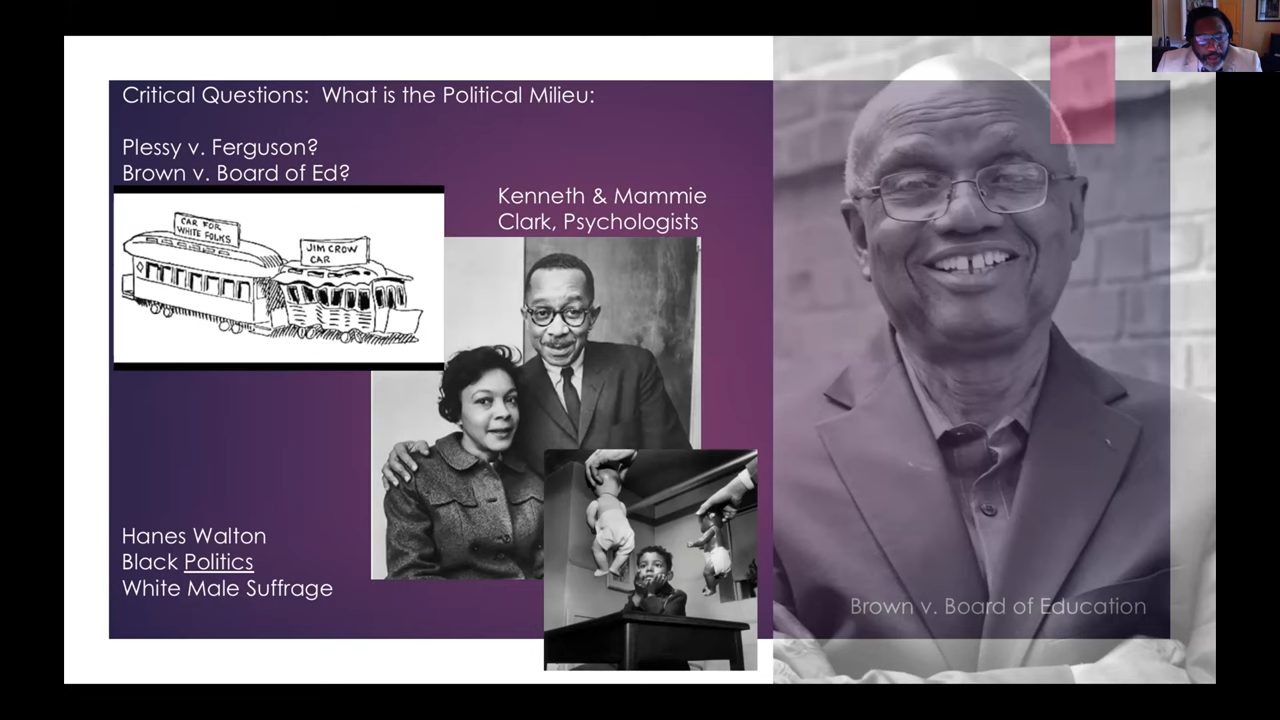 Critical Questions:  What is the Political Milieu:
Plessy v. Ferguson?
Brown v. Board of Ed?
CAR FOR
WHITE FOLKS
JIM CROW
CAR
Kenneth & Mammie
Clark, Psychologists
Hanes Walton
Black Politics
White Male Suffrage
Brown v. Board of Education